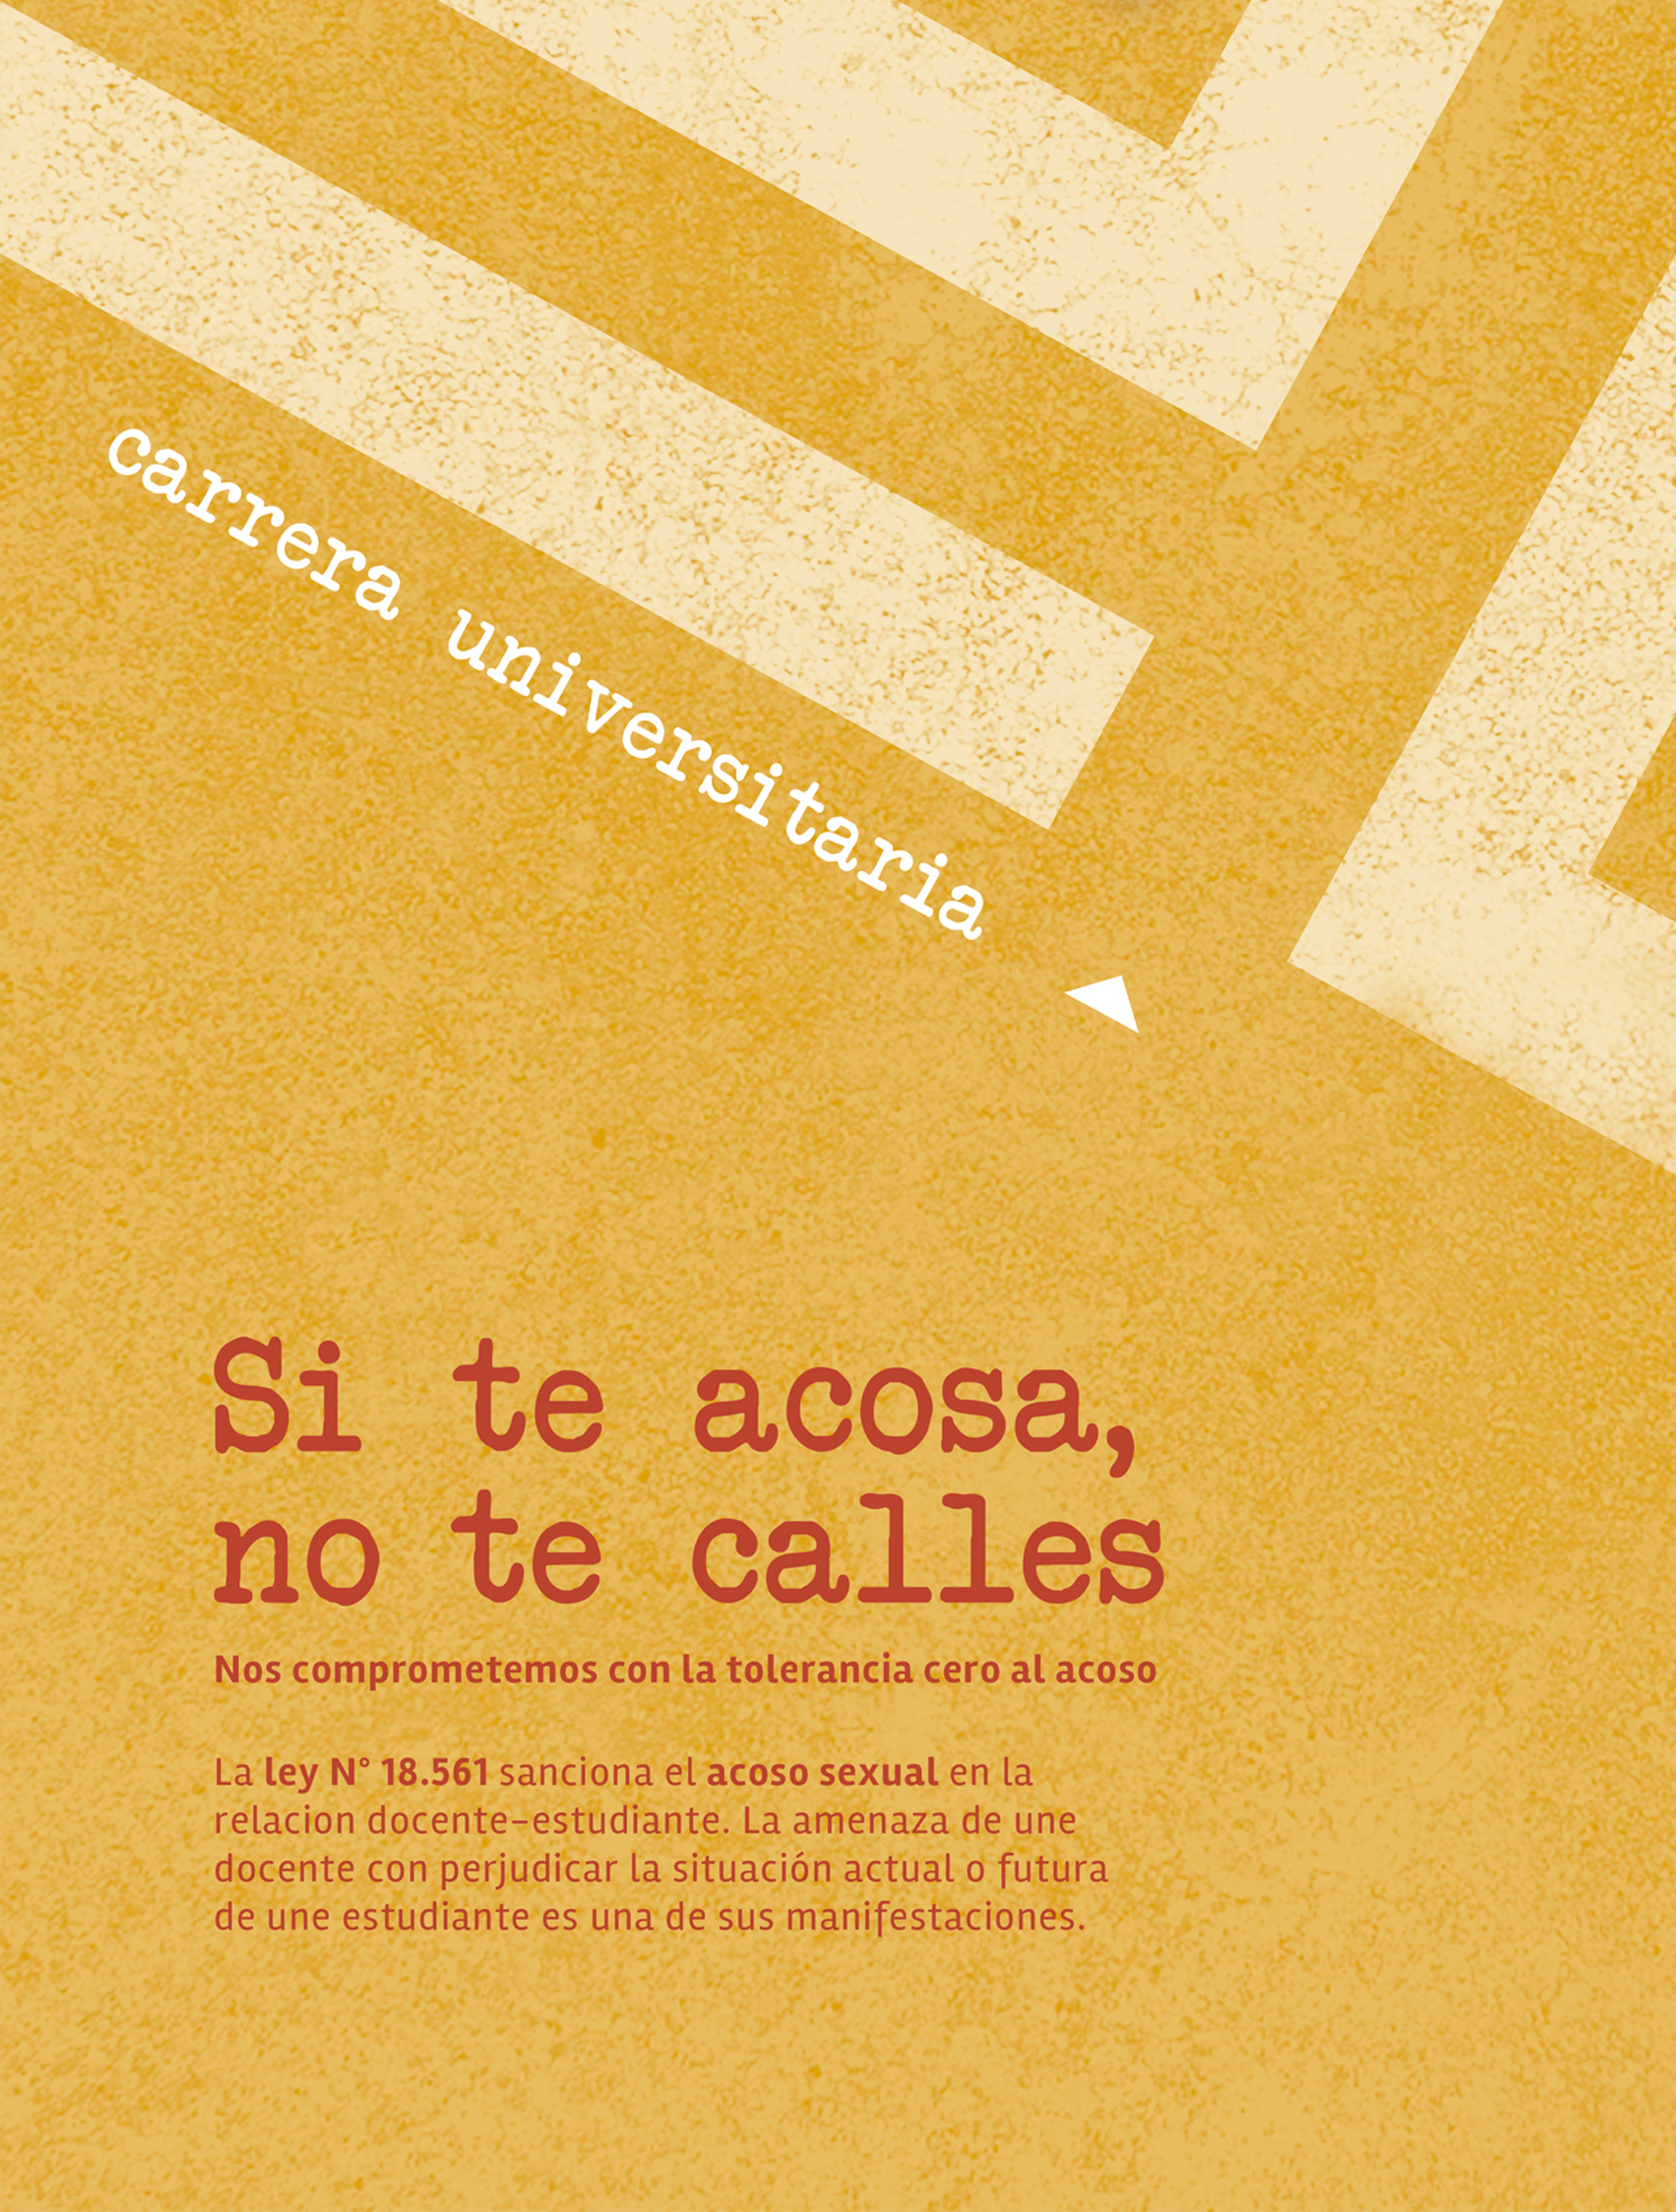 carrera universitaria
Si te acosa,
no te calles
Nos comprometemos con la tolerancia cero al acoso
La ley N° 18.561 sanciona el acoso sexual en la
relacion docente-estudiante. La amenaza de une
docente con perjudicar la situación actual o futura
de une estudiante es una de sus manifestaciones.